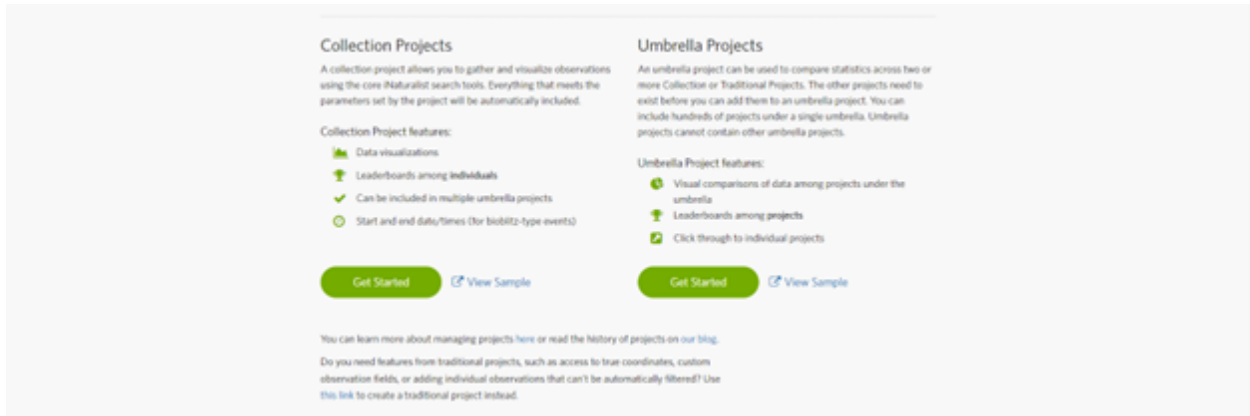 Collection Projects
A collection project allows you to gather and visualize observations
using the core iNaturalist search tools. Everything that meets the
parameters set by the project will be automatically included.
Collection Project features:
Data visualizations
Leaderboards among individuals
Can be included in multiple umbrella projects
Start and end date/times (for bioblitz-type events)
Get Started
View Sample
Umbrella Projects
An umbrella project can be used to compare statistics across two or
more Collection or Traditional Projects. The other projects need to
exist before you can add them to an umbrella project. You can
include hundreds of projects under a single umbrella. Umbrella
projects cannot contain other umbrella projects.
Umbrella Project features:
Visual comparisons of data among projects under the
umbrella
Leaderboards among projects
Click through to individual projects
Get Started
View Sample
You can learn more about managing projects here or read the history of projects on our blog.
Do you need features from traditional projects, such as access to true
coordinates, custom
observation fields, or adding individual observations that can't be automatically filtered? Use
this link to create a traditional project instead.